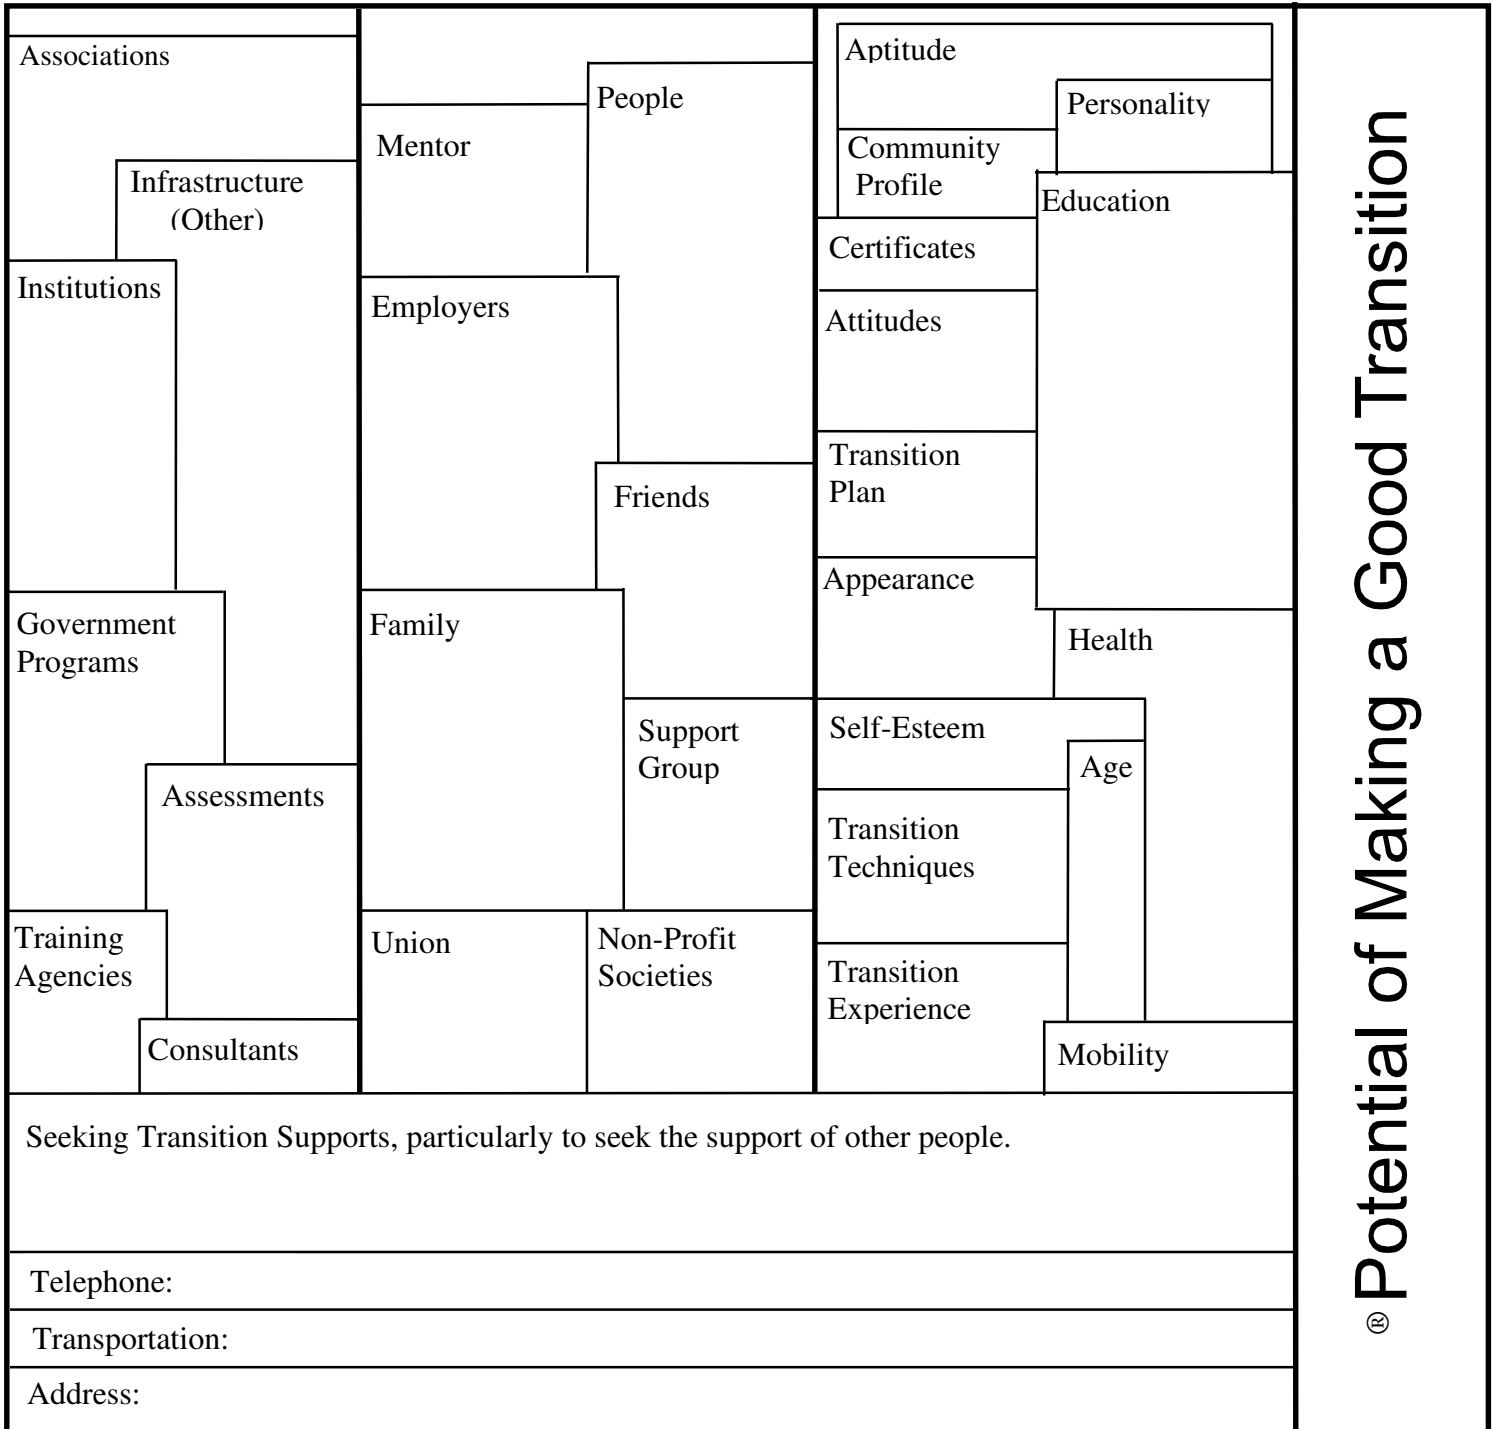 Associations
Infrastructure
(Other)
Institutions
Government
Programs
Assessments
Training
Agencies
Consultants
People
Mentor
Employers
Friends
Family
Support
Group
Union
Non-Profit
Societies
Aptitude
Personality
Community
Profile
Education
Certificates
Attitudes
Transition
Plan
Appearance
Health
Self-Esteem
Age
Transition
Techniques
Transition
Experience
Mobility
Seeking Transition Supports, particularly to seek the support of other people.
Telephone:
Transportation:
Address:
®Potential of Making a Good Transition